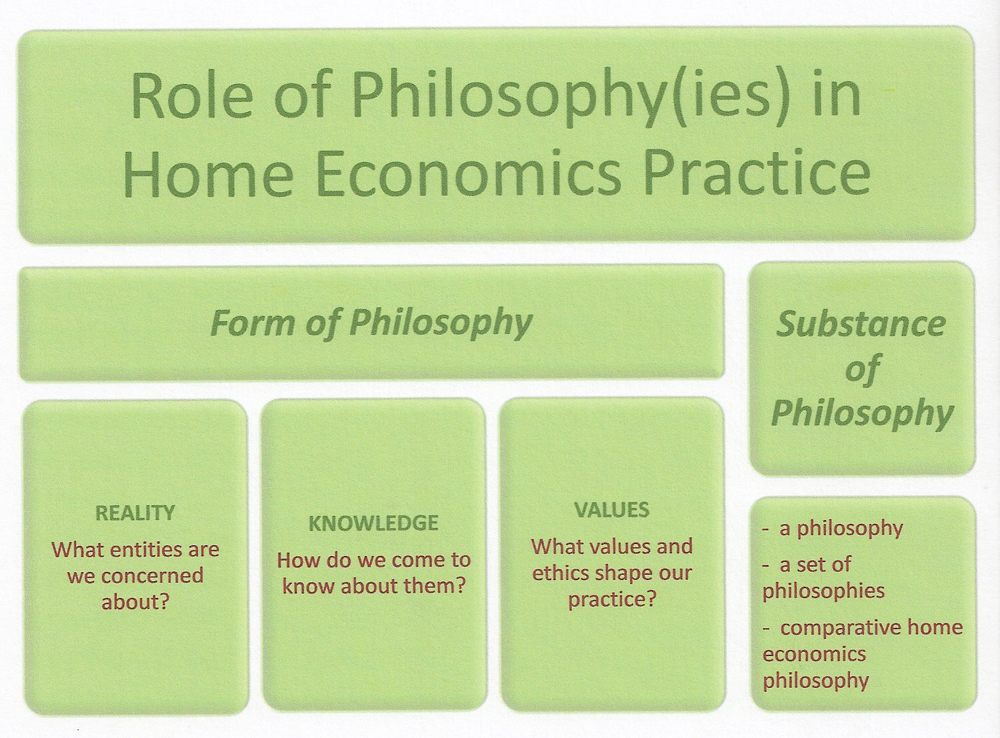 Role of Philosophy(ies) in
Home Economics Practice
Form of Philosophy
Substance
of
Philosophy
REALITY
What entities are
we concerned
about?
KNOWLEDGE
How do we come to
know about them?
VALUES
What values and
ethics shape our
practice?
- a philosophy
- a set of
philosophies
- comparative home
economics
philosophy